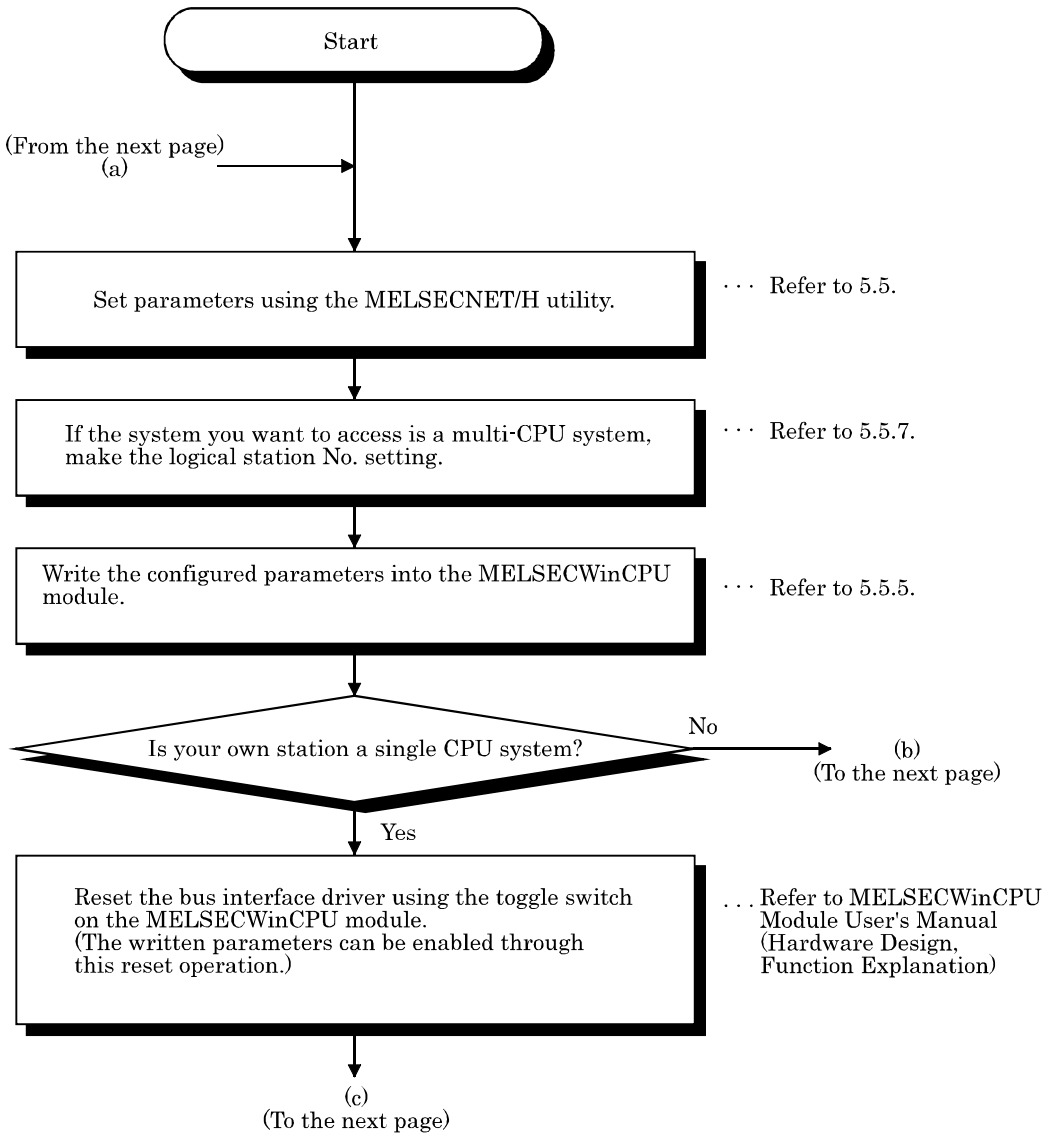 Start
(From the next page)
(a)
Set parameters using the MELSECNET/H utility.
· · · Refer to 5.5.
If the system you want to access is a multi-CPU system,
make the logical station No. setting.
· · · Refer to 5.5.7.
Write the configured parameters into the MELSECWinCPU
module.
· · · Refer to 5.5.5.
Is your own station a single CPU system?
No
(b)
(To the next page)
Yes
Reset the bus interface driver using the toggle switch
on the MELSECWinCPU module.
(The written parameters can be enabled through
this reset operation.)
· · · Refer to MELSECWinCPU
Module User's Manual
(Hardware Design,
Function Explanation)
(c)
(To the next page)